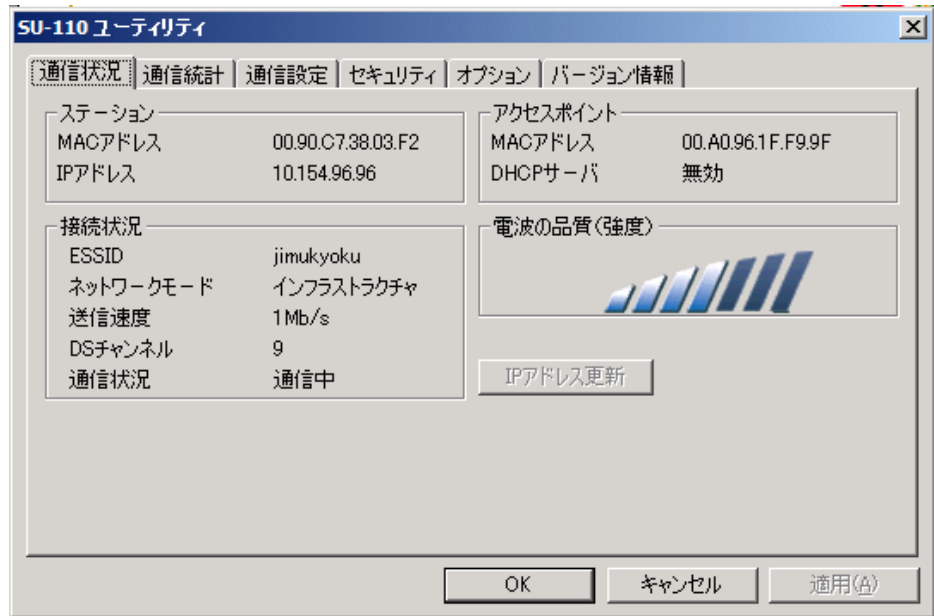 SU-110 ユーティリティ
通信状況 通信統計 通信設定 セキュリティ オプション バージョン情報
ステーション
MACアドレス 00.90.C7.38.03.F2
IPアドレス 10.154.96.96
アクセスポイント
MACアドレス 00.A0.96.1F.F9.9F
DHCPサーバ 無効
接続状況
ESSID jimukyoku
ネットワークモード インフラストラクチャ
送信速度 1Mb/s
DSチャンネル 9
通信状況 通信中
電波の品質(強度)
IPアドレス更新
OK キャンセル 適用(A)